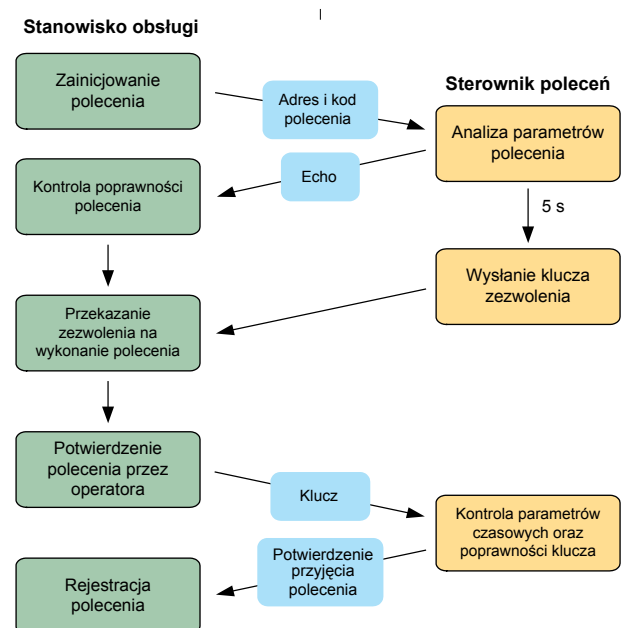 Stanowisko obsługi
Zainicjowanie
polecenia
Adres i kod
polecenia
Sterownik poleceń
Analiza parametrów
polecenia
Echo
Kontrola poprawności
polecenia
5 s
Wysłanie klucza
zezwolenia
Przekazanie
zezwolenia na
wykonanie polecenia
Potwierdzenie
polecenia przez
operatora
Klucz
Kontrola parametrów
czasowych oraz
poprawności klucza
Potwierdzenie
przyjęcia
polecenia
Rejestracja
polecenia